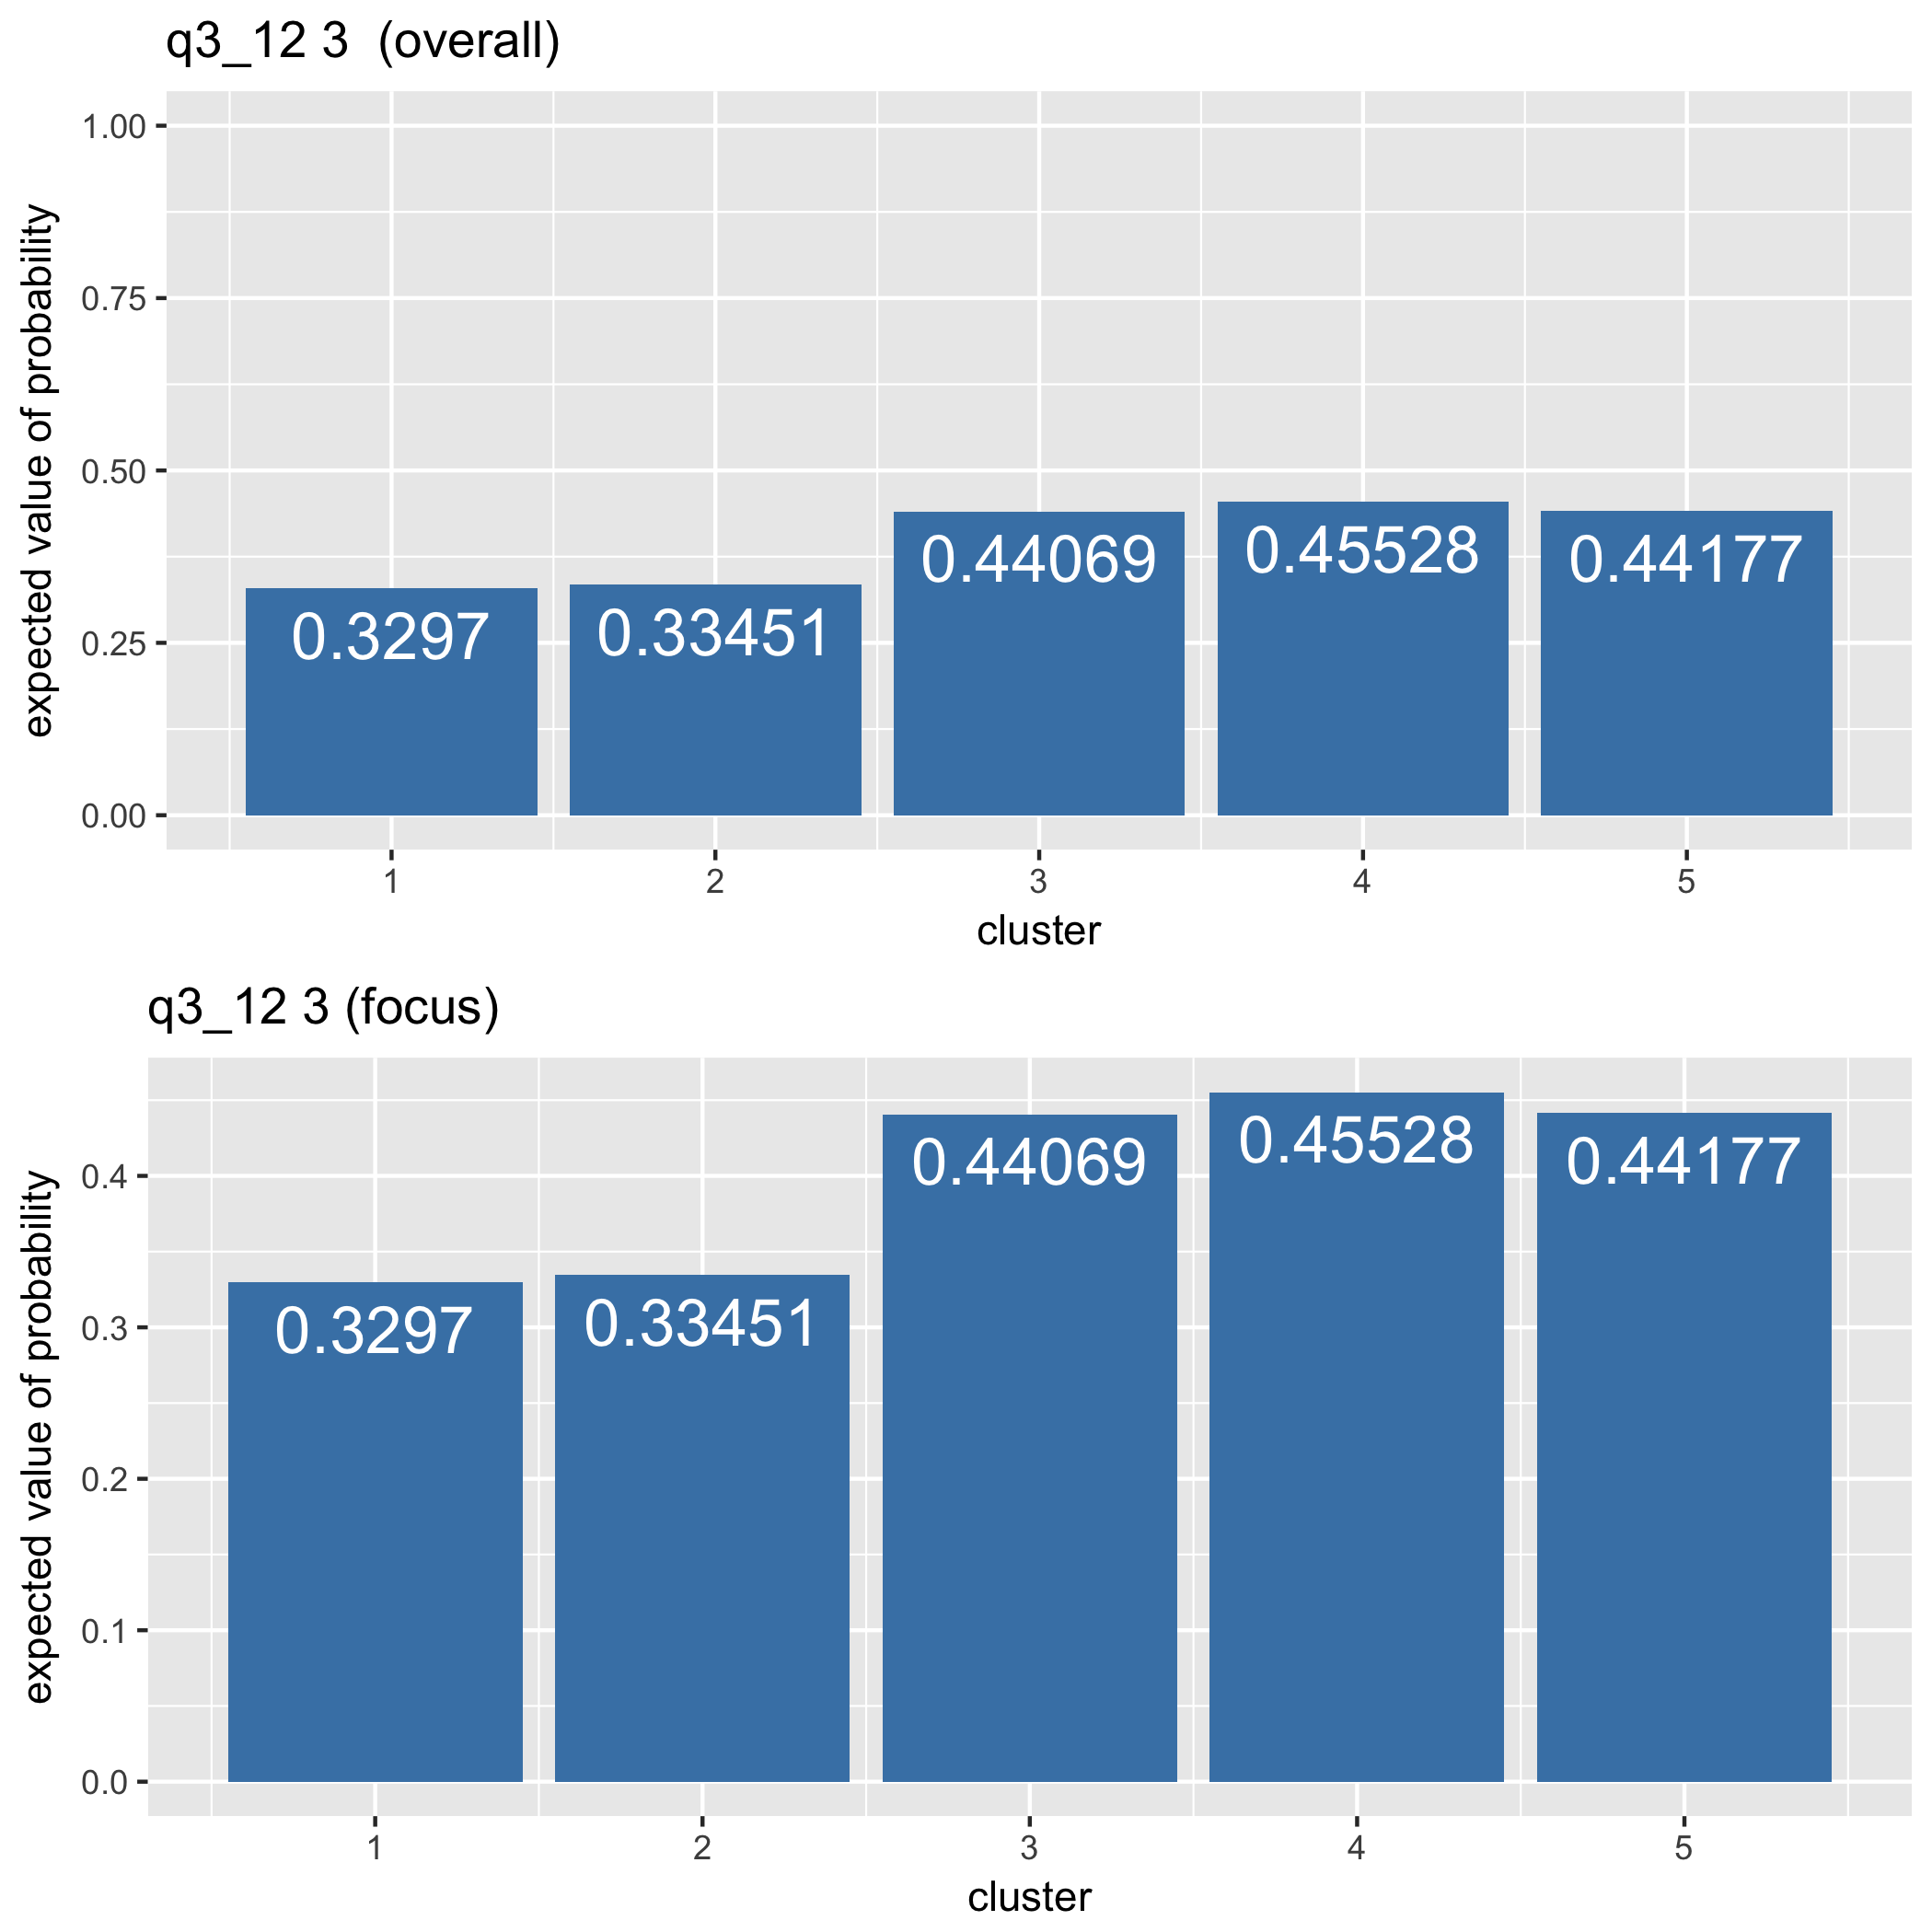 q3_12 3  (overall)
expected value of probability
1.00
0.75
0.50
0.25
0.00
0.3297
0.33451
0.44069
0.45528
0.44177
1 2 3 4 5
cluster
q3_12 3 (focus)
expected value of probability
0.4
0.3
0.2
0.1
0.0
0.3297
0.33451
0.44069
0.45528
0.44177
1 2 3 4 5
cluster